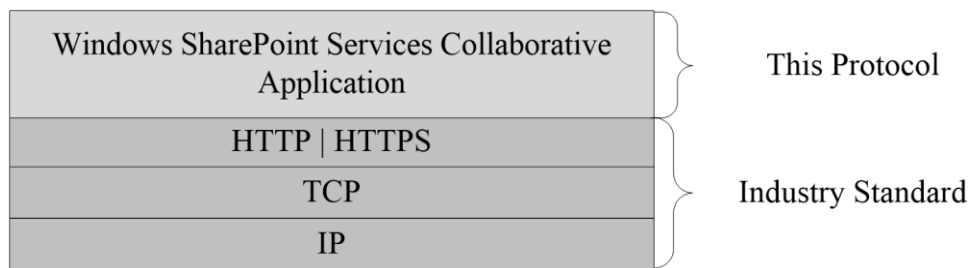 Windows SharePoint Services Collaborative
Application
This Protocol
HTTP | HTTPS
TCP
Industry Standard
IP